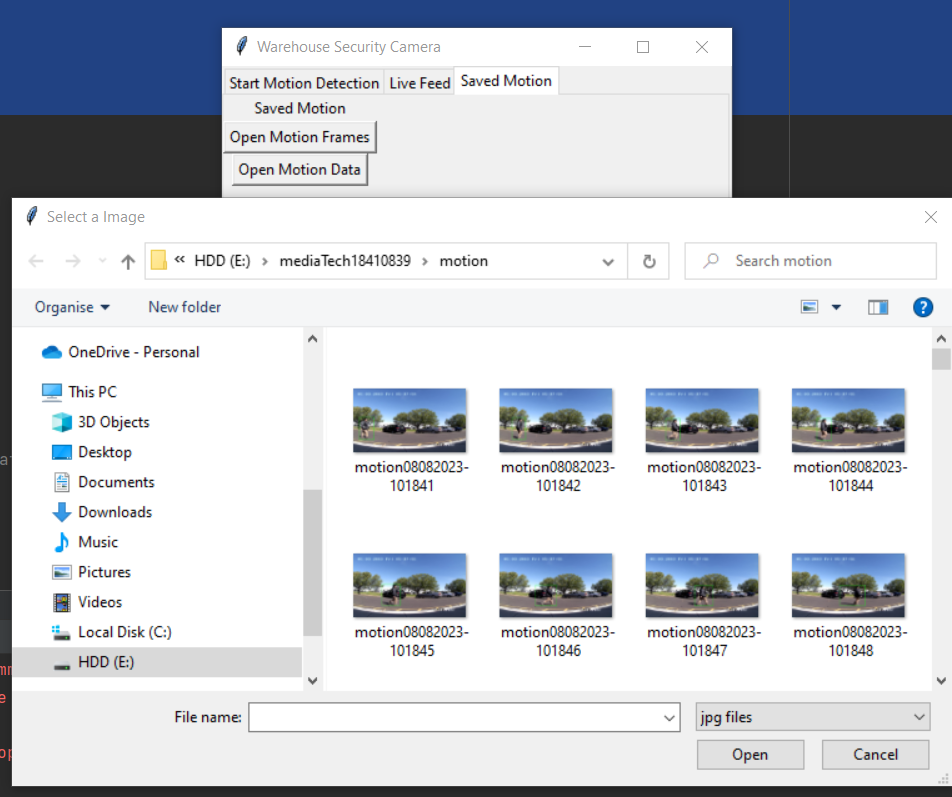 Warehouse Security Camera
Start Motion Detection Live Feed Saved Motion
Saved Motion
Open Motion Frames
Open Motion Data
Select a Image
« HDD (E:) › mediaTech18410839 › motion
Search motion
Organise New folder
OneDrive - Personal
This PC
3D Objects
Desktop
Documents
Downloads
Music
Pictures
Videos
Local Disk (C:)
HDD (E:)
motion08082023-
101841
motion08082023-
101842
motion08082023-
101843
motion08082023-
101844
motion08082023-
101845
motion08082023-
101846
motion08082023-
101847
motion08082023-
101848
File name:
jpg files
Open Cancel